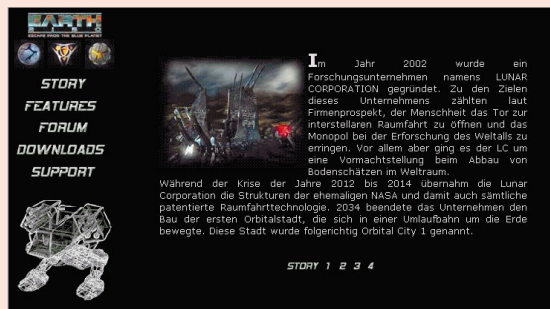 EARTH
2150
ESCAPE FROM THE BLUE PLANET
STORY
FEATURES
FORUM
DOWNLOADS
SUPPORT
Im Jahr 2002 wurde ein
Forschungsunternehmen namens LUNAR
CORPORATION gegründet. Zu den Zielen
dieses Unternehmens zählten laut
Firmenprospekt, der Menschheit das Tor zur
interstellaren Raumfahrt zu öffnen und das
Monopol bei der Erforschung des Weltalls zu
erringen. Vor allem aber ging es der LC um
eine Vormachtstellung beim Abbau von
Bodenschätzen im Weltraum.
Während der Krise der Jahre 2012 bis 2014 übernahm die Lunar
Corporation die Strukturen der ehemaligen NASA und damit auch sämtliche
patentierte Raumfahrttechnologie. 2034 beendete das Unternehmen den
Bau der ersten Orbitalstadt, die sich in einer Umlaufbahn um die Erde
bewegte. Diese Stadt wurde folgerichtig Orbital City 1 genannt.
STORY 1 2 3 4